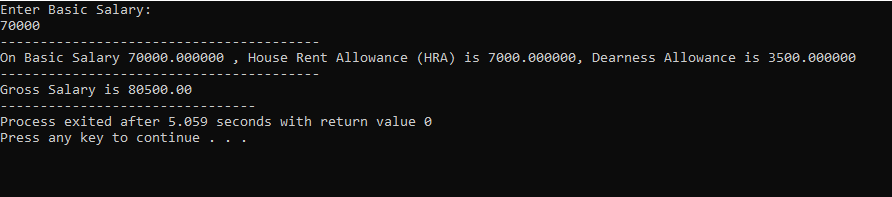 Enter Basic Salary:
70000
----------------------------------------
On Basic Salary 70000.000000 , House Rent Allowance (HRA) is 7000.000000, Dearness Allowance is 3500.000000
----------------------------------------
Gross Salary is 80500.00
--------------------------------
Process exited after 5.059 seconds with return value 0
Press any key to continue . . .